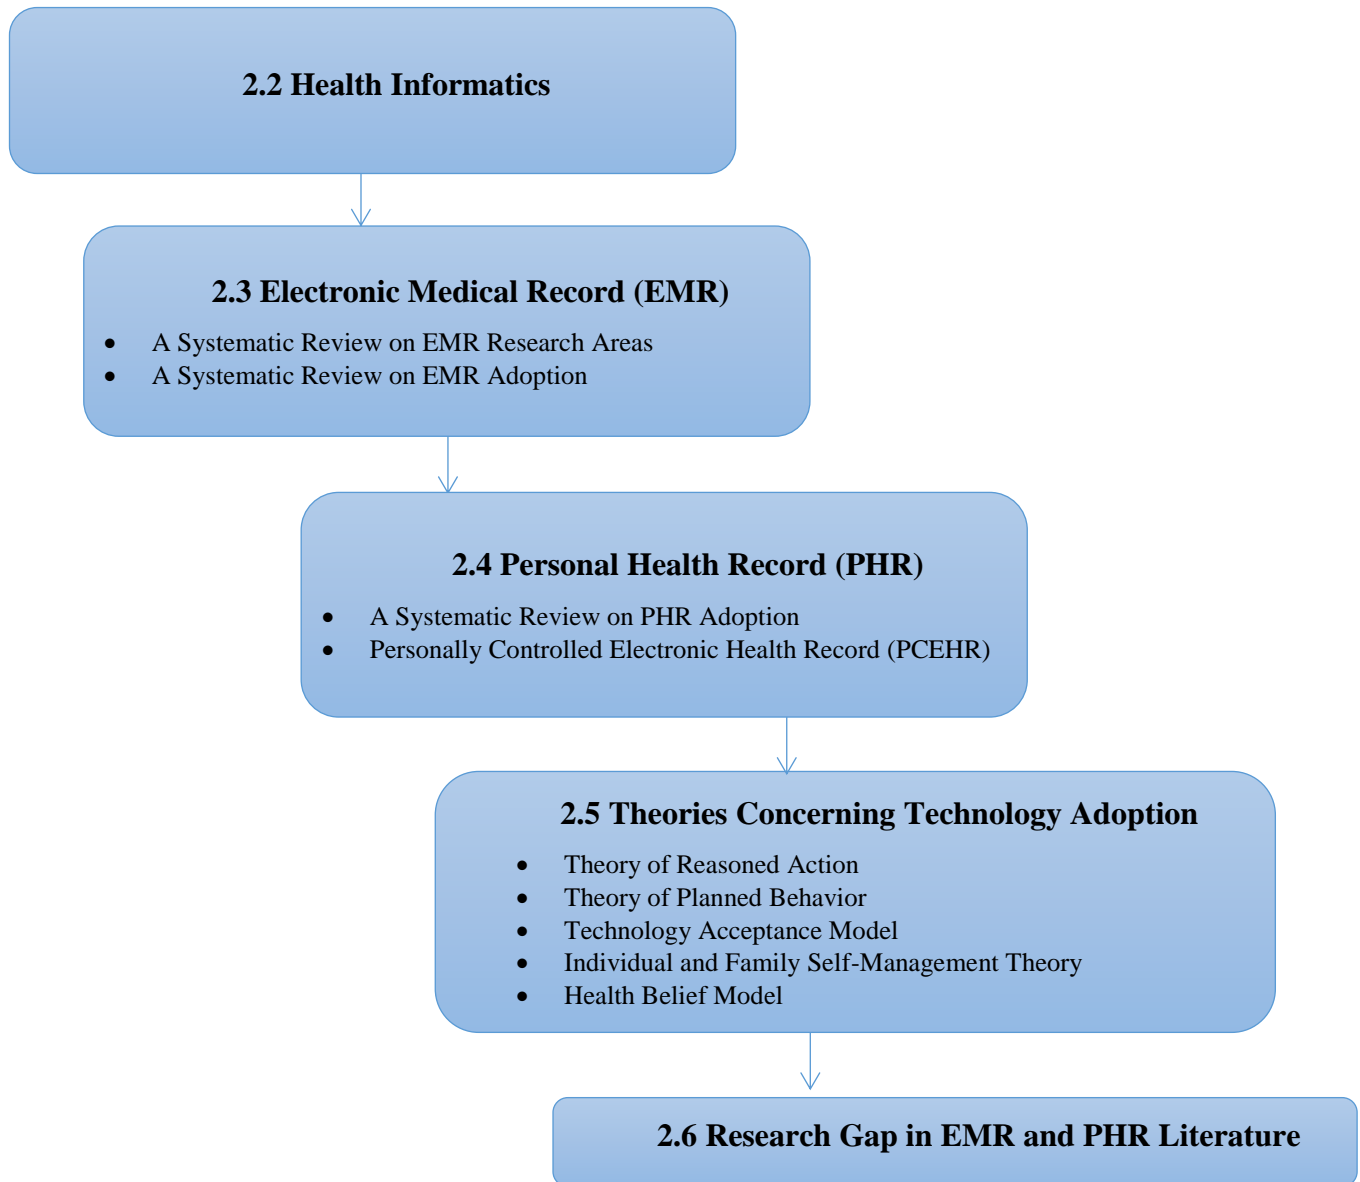 2.2 Health Informatics
2.3 Electronic Medical Record (EMR)
• A Systematic Review on EMR Research Areas
• A Systematic Review on EMR Adoption
2.4 Personal Health Record (PHR)
• A Systematic Review on PHR Adoption
• Personally Controlled Electronic Health Record (PCEHR)
2.5 Theories Concerning Technology Adoption
• Theory of Reasoned Action
• Theory of Planned Behavior
• Technology Acceptance Model
• Individual and Family Self-Management Theory
• Health Belief Model
2.6 Research Gap in EMR and PHR Literature